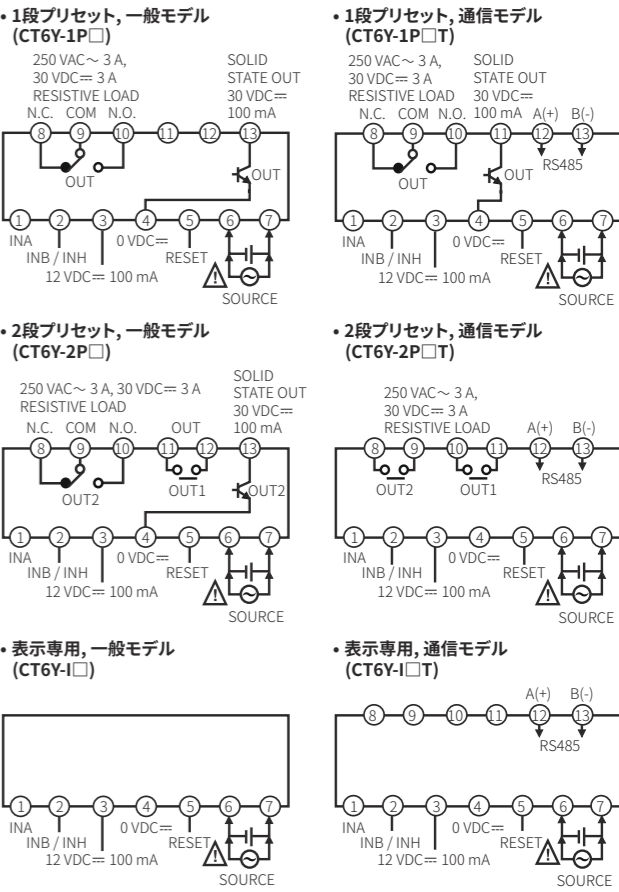 • 1段プリセット, 一般モデル
(CT6Y-1P□)
250 VAC～ 3 A,
30 VDC⎓ 3 A
RESISTIVE LOAD
SOLID
STATE OUT
30 VDC⎓
100 mA
N.C. COM N.O.
8 9 10 11 12 13
OUT
OUT
1 2 3 4 5 6 7
INA
0 VDC⎓
INB / INH
RESET
12 VDC⎓ 100 mA
SOURCE
• 1段プリセット, 通信モデル
(CT6Y-1P□T)
250 VAC～ 3 A,
30 VDC⎓ 3 A
RESISTIVE LOAD
SOLID
STATE OUT
30 VDC⎓
100 mA
N.C. COM N.O.
A(+) B(-)
8 9 10 11 12 13
RS485
OUT
OUT
1 2 3 4 5 6 7
INA
0 VDC⎓
INB / INH
RESET
12 VDC⎓ 100 mA
SOURCE
• 2段プリセット, 一般モデル
(CT6Y-2P□)
250 VAC～ 3 A, 30 VDC⎓ 3 A
RESISTIVE LOAD
SOLID
STATE OUT
30 VDC⎓
100 mA
N.C. COM N.O. OUT
8 9 10 11 12 13
OUT2
OUT1
OUT2
1 2 3 4 5 6 7
INA
0 VDC⎓
INB / INH
RESET
12 VDC⎓ 100 mA
SOURCE
• 2段プリセット, 通信モデル
(CT6Y-2P□T)
250 VAC～ 3 A,
30 VDC⎓ 3 A
RESISTIVE LOAD
A(+) B(-)
8 9 10 11 12 13
RS485
OUT2
OUT1
1 2 3 4 5 6 7
INA
0 VDC⎓
INB / INH
RESET
12 VDC⎓ 100 mA
SOURCE
• 表示専用, 一般モデル
(CT6Y-I□)
1 2 3 4 5 6 7
INA
0 VDC⎓
INB / INH
RESET
12 VDC⎓ 100 mA
SOURCE
• 表示専用, 通信モデル
(CT6Y-I□T)
A(+) B(-)
8 9 10 11 12 13
RS485
1 2 3 4 5 6 7
INA
0 VDC⎓
INB / INH
RESET
12 VDC⎓ 100 mA
SOURCE